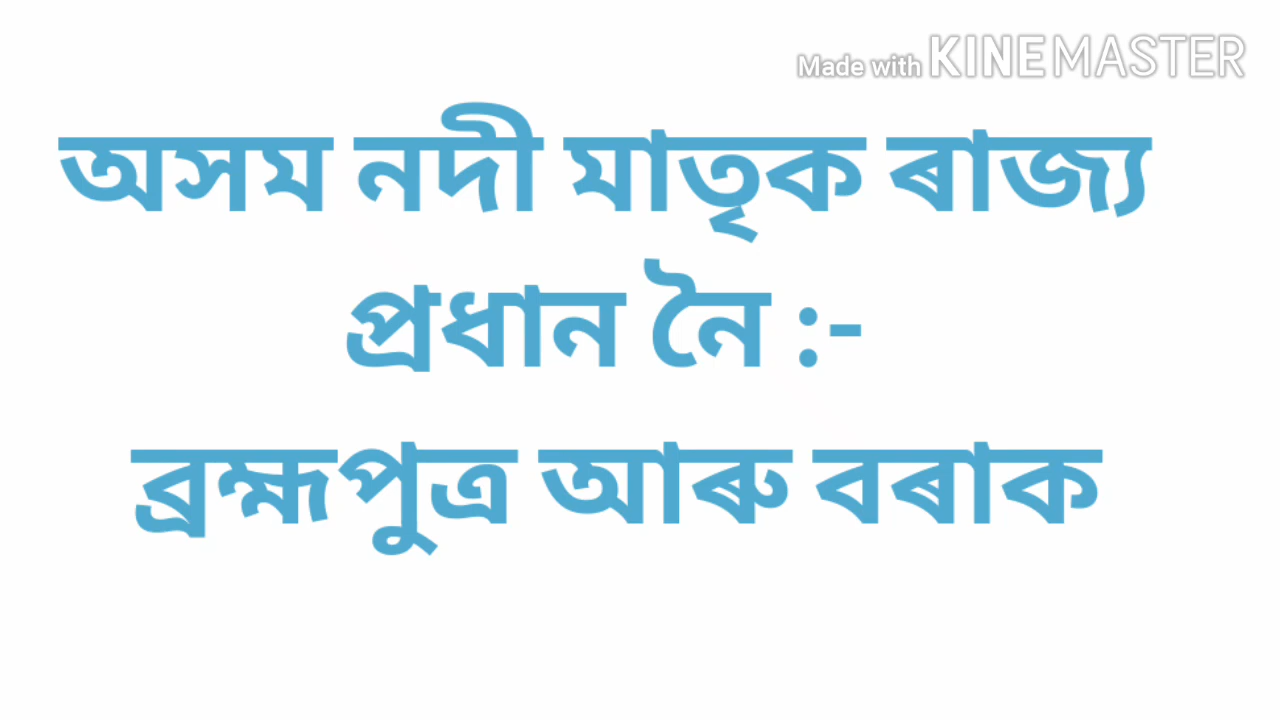 Made with KINEMASTER
অসম নদী মাতৃক ৰাজ্য
প্ৰধান নৈ :-
ব্ৰহ্মপুত্ৰ আৰু বৰাক